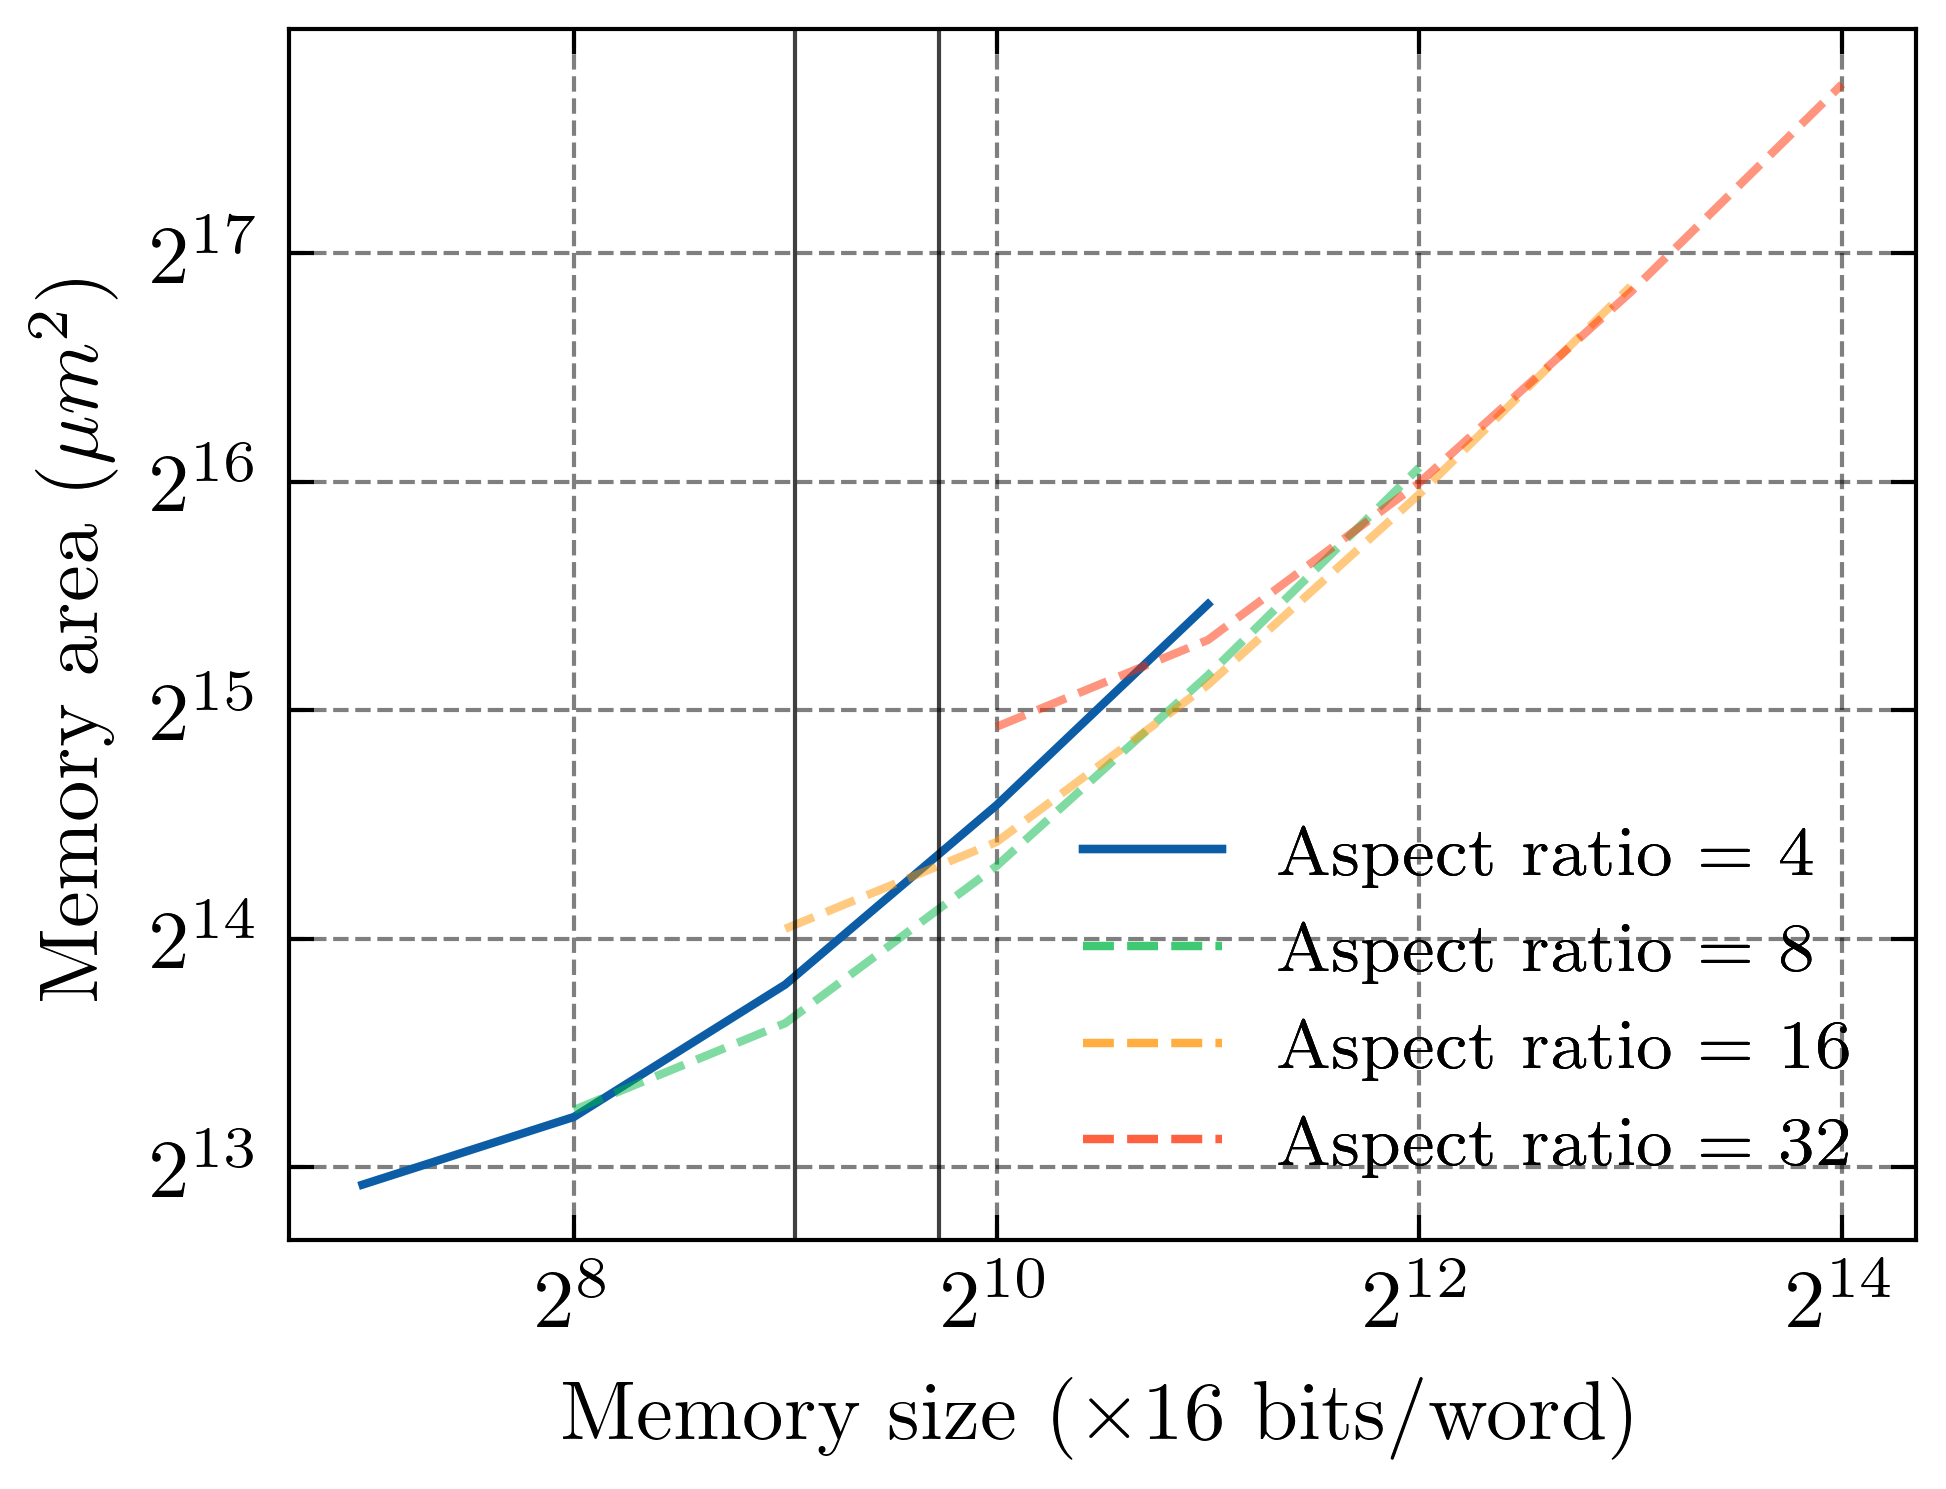 Memory area (μm²)
2¹⁷
2¹⁶
2¹⁵
2¹⁴
2¹³
Aspect ratio = 4
Aspect ratio = 8
Aspect ratio = 16
Aspect ratio = 32
2⁸ 2¹⁰ 2¹² 2¹⁴
Memory size (×16 bits/word)